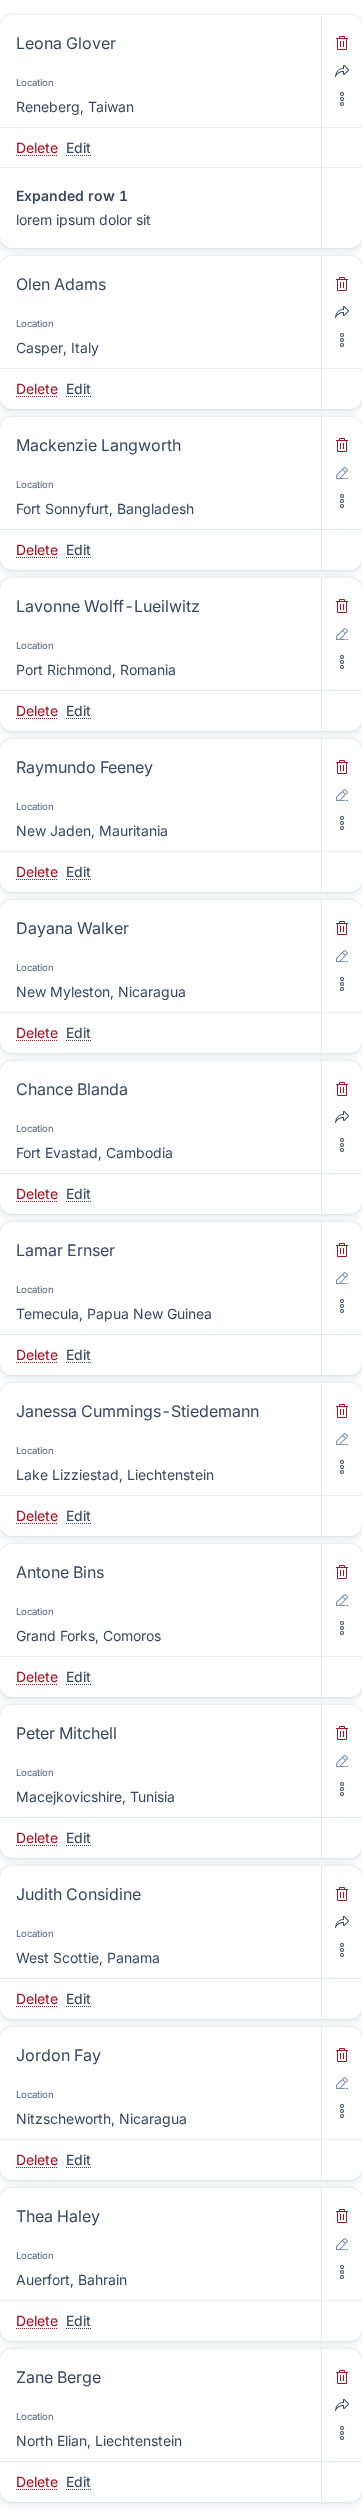 Leona Glover
Location
Reneberg, Taiwan
Delete Edit
Expanded row 1
lorem ipsum dolor sit
Olen Adams
Location
Casper, Italy
Delete Edit
Mackenzie Langworth
Location
Fort Sonnyfurt, Bangladesh
Delete Edit
Lavonne Wolff-Lueilwitz
Location
Port Richmond, Romania
Delete Edit
Raymundo Feeney
Location
New Jaden, Mauritania
Delete Edit
Dayana Walker
Location
New Myleston, Nicaragua
Delete Edit
Chance Blanda
Location
Fort Evastad, Cambodia
Delete Edit
Lamar Ernser
Location
Temecula, Papua New Guinea
Delete Edit
Janessa Cummings-Stiedemann
Location
Lake Lizziestad, Liechtenstein
Delete Edit
Antone Bins
Location
Grand Forks, Comoros
Delete Edit
Peter Mitchell
Location
Macejkovicshire, Tunisia
Delete Edit
Judith Considine
Location
West Scottie, Panama
Delete Edit
Jordon Fay
Location
Nitzscheworth, Nicaragua
Delete Edit
Thea Haley
Location
Auerfort, Bahrain
Delete Edit
Zane Berge
Location
North Elian, Liechtenstein
Delete Edit